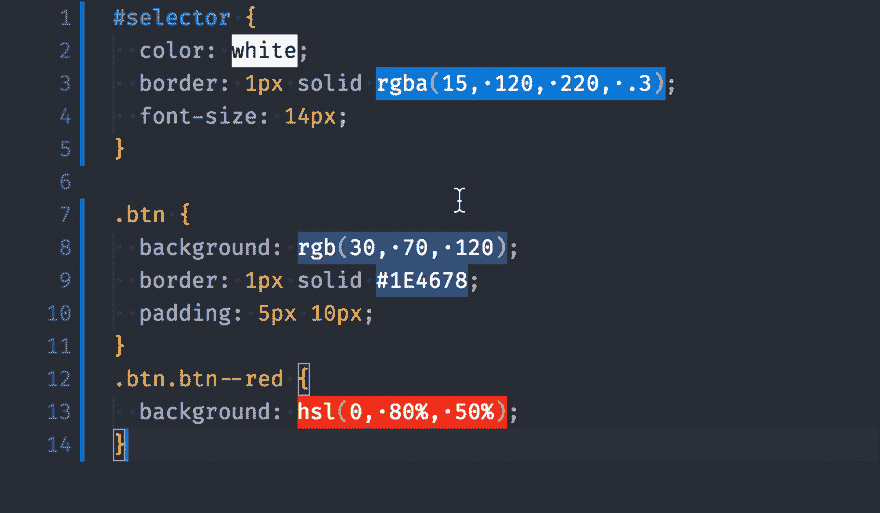 1 #selector {
2 color: white;
3 border: 1px solid rgba(15, 120, 220, .3);
4 font-size: 14px;
5 }
6
7 .btn {
8 background: rgb(30, 70, 120);
9 border: 1px solid #1E4678;
10 padding: 5px 10px;
11 }
12 .btn.btn--red {
13 background: hsl(0, 80%, 50%);
14 }